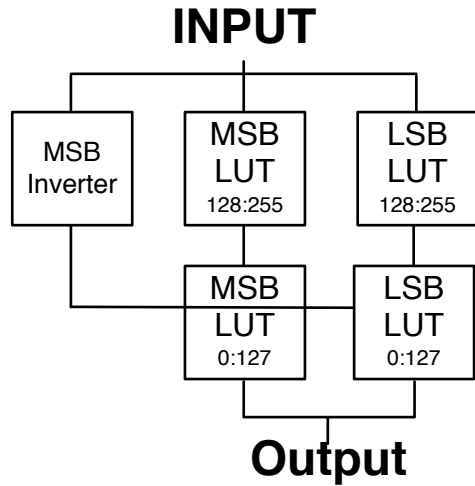 INPUT
MSB
Inverter
MSB
LUT
128:255
LSB
LUT
128:255
MSB
LUT
0:127
LSB
LUT
0:127
Output